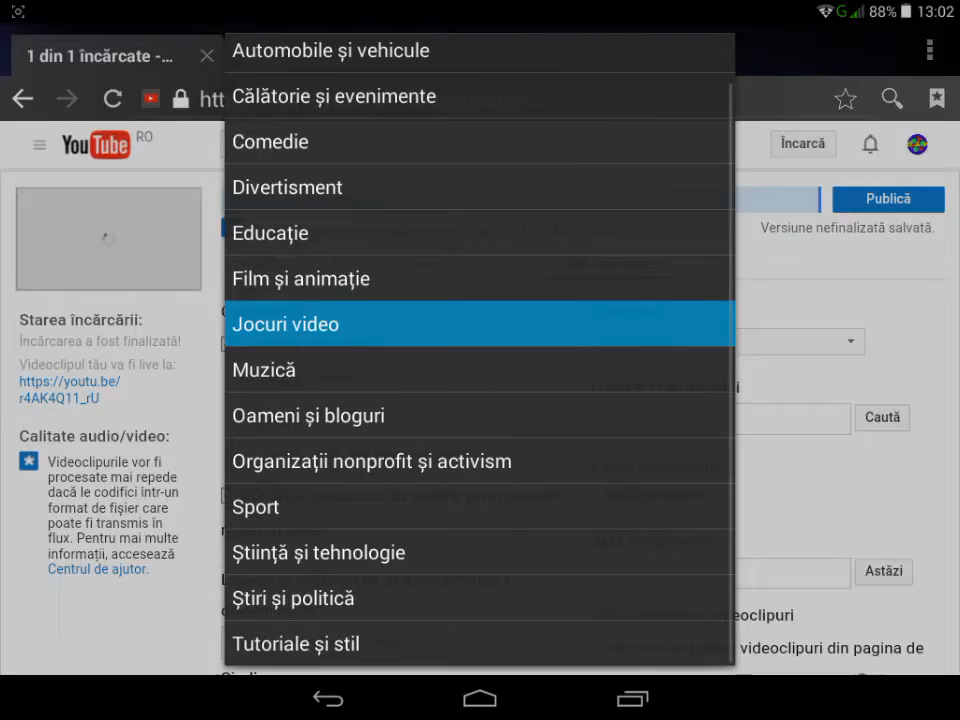 88% 13:02
1 din 1 încărcate -...
htt
YouTube RO
Încarcă
Publică
Versiune nefinalizată salvată.
Automobile și vehicule
Călătorie și evenimente
Comedie
Divertisment
Educație
Film și animație
Jocuri video
Muzică
Oameni și bloguri
Organizații nonprofit și activism
Sport
Știință și tehnologie
Știri și politică
Tutoriale și stil
Starea încărcării:
Încărcarea a fost finalizată!
Videoclipul tău va fi live la:
https://youtu.be/
r4AK4Q11_rU
Calitate audio/video:
Videoclipurile vor fi
procesate mai repede
dacă le codifici într-un
format de fișier care
poate fi transmis în
flux. Pentru mai multe
informații, accesează
Centrul de ajutor.
Caută
Astăzi
videoclipuri din pagina de